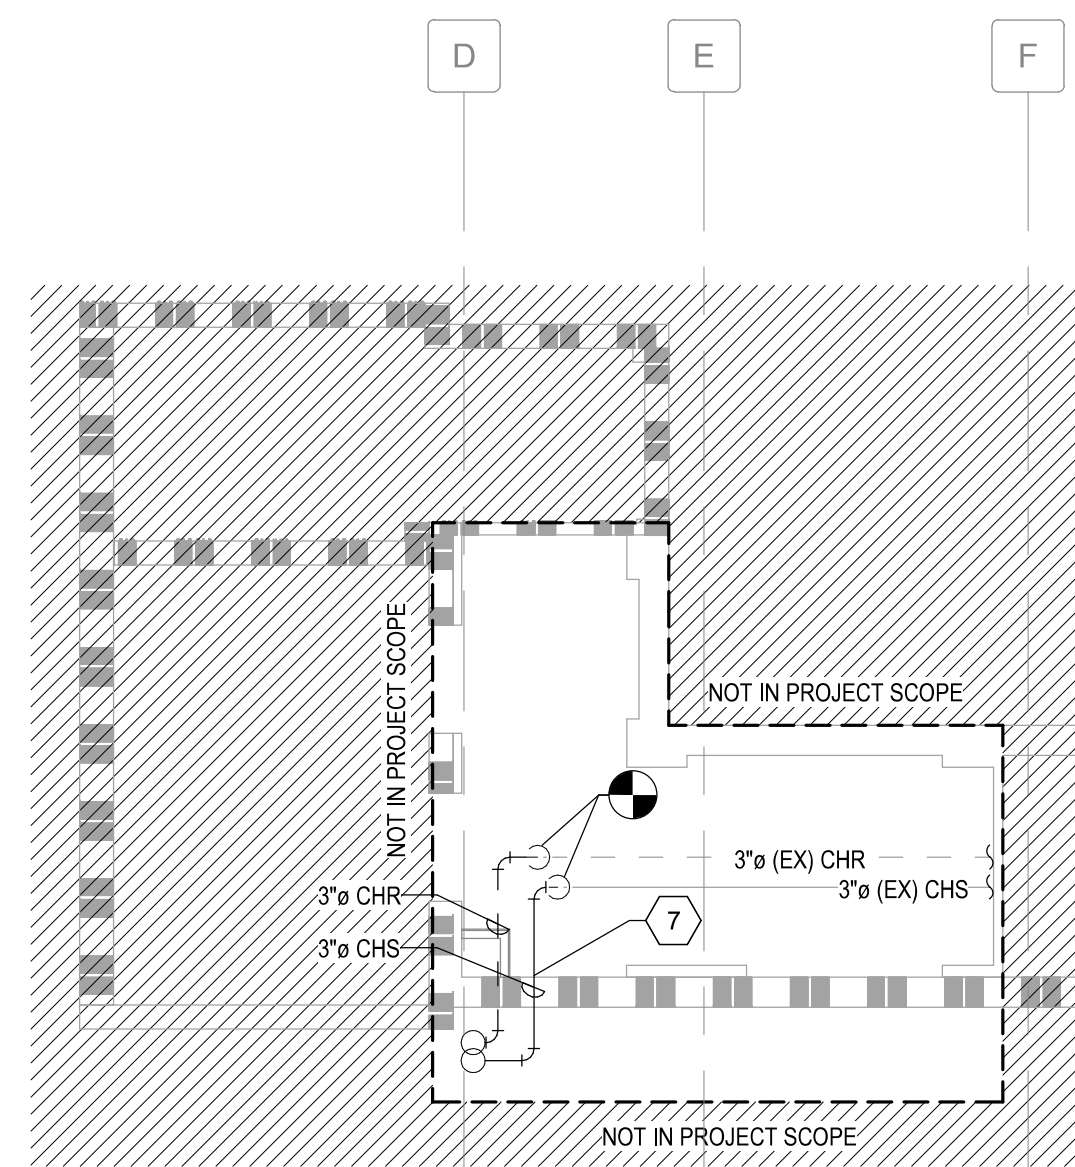 D
E
F
NOT IN PROJECT SCOPE
NOT IN PROJECT SCOPE
3"ø (EX) CHR
3"ø (EX) CHS
3"ø CHR
7
3"ø CHS
NOT IN PROJECT SCOPE